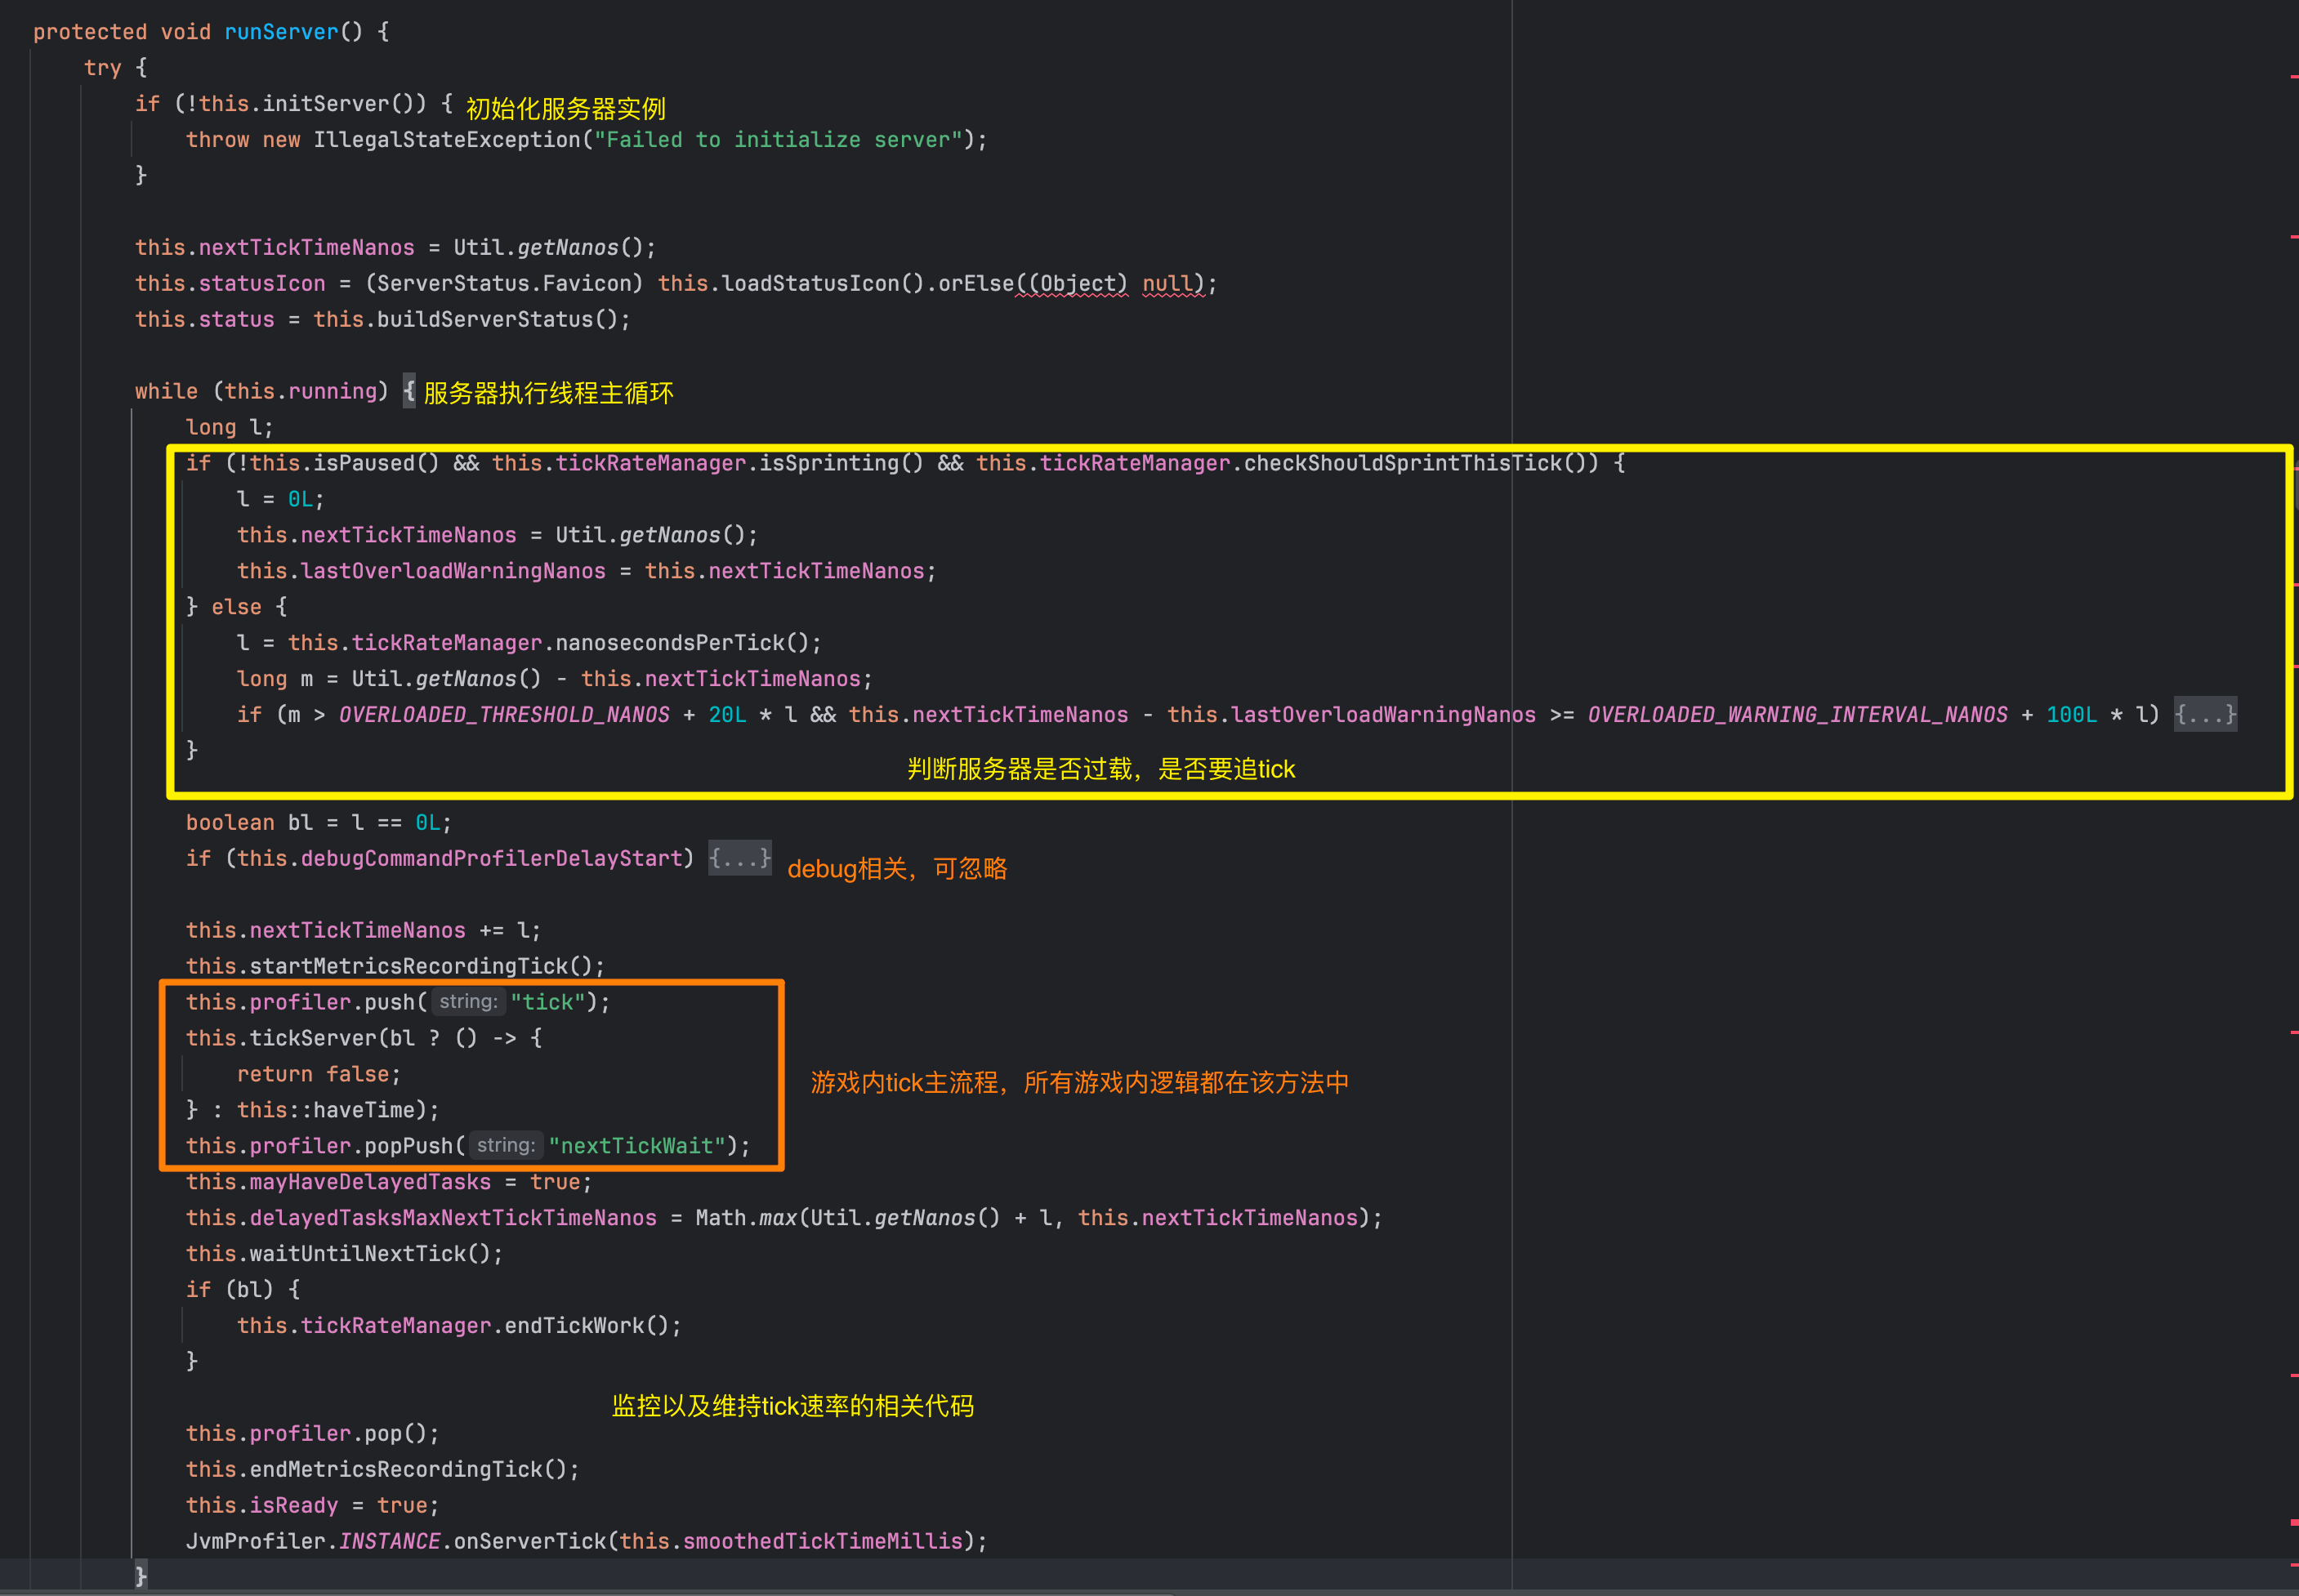 protected void runServer() {
try {
if (!this.initServer()) { 初始化服务器实例
throw new IllegalStateException("Failed to initialize server");
}
this.nextTickTimeNanos = Util.getNanos();
this.statusIcon = (ServerStatus.Favicon) this.loadStatusIcon().orElse((Object) null);
this.status = this.buildServerStatus();
while (this.running) { 服务器执行线程主循环
long l;
if (!this.isPaused() && this.tickRateManager.isSprinting() && this.tickRateManager.checkShouldSprintThisTick()) {
l = 0L;
this.nextTickTimeNanos = Util.getNanos();
this.lastOverloadWarningNanos = this.nextTickTimeNanos;
} else {
l = this.tickRateManager.nanosecondsPerTick();
long m = Util.getNanos() - this.nextTickTimeNanos;
if (m > OVERLOADED_THRESHOLD_NANOS + 20L * l && this.nextTickTimeNanos - this.lastOverloadWarningNanos >= OVERLOADED_WARNING_INTERVAL_NANOS + 100L * l) {...}
}
判断服务器是否过载，是否要追tick
boolean bl = l == 0L;
if (this.debugCommandProfilerDelayStart) {...} debug相关，可忽略
this.nextTickTimeNanos += l;
this.startMetricsRecordingTick();
this.profiler.push( string: "tick");
this.tickServer(bl ? () -> {
return false;
游戏内tick主流程，所有游戏内逻辑都在该方法中
} : this::haveTime);
this.profiler.popPush( string: "nextTickWait");
this.mayHaveDelayedTasks = true;
this.delayedTasksMaxNextTickTimeNanos = Math.max(Util.getNanos() + l, this.nextTickTimeNanos);
this.waitUntilNextTick();
if (bl) {
this.tickRateManager.endTickWork();
}
监控以及维持tick速率的相关代码
this.profiler.pop();
this.endMetricsRecordingTick();
this.isReady = true;
JvmProfiler.INSTANCE.onServerTick(this.smoothedTickTimeMillis);
}